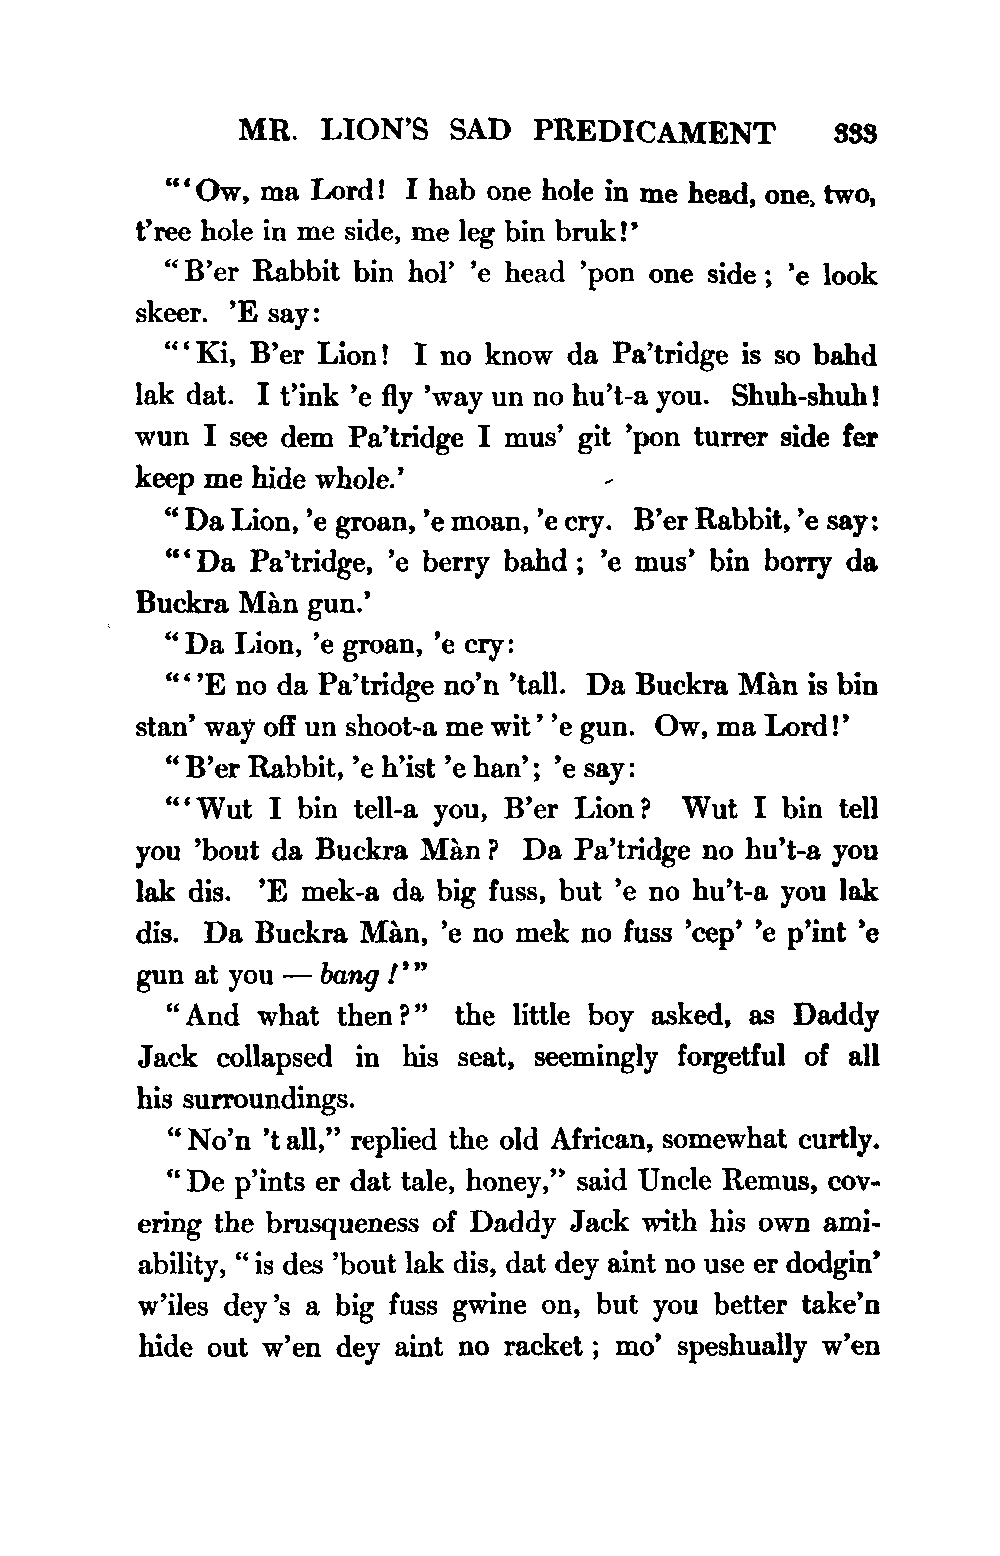 MR. LION'S SAD PREDICAMENT 333
"'Ow, ma Lord! I hab one hole in me head, one, two,
t'ree hole in me side, me leg bin bruk!'
"B'er Rabbit bin hol' 'e head 'pon one side; 'e look
skeer. 'E say:
"'Ki, B'er Lion! I no know da Pa'tridge is so bahd
lak dat. I t'ink 'e fly 'way un no hu't-a you. Shuh-shuh!
wun I see dem Pa'tridge I mus' git 'pon turrer side fer
keep me hide whole.'
"Da Lion, 'e groan, 'e moan, 'e cry. B'er Rabbit, 'e say:
"'Da Pa'tridge, 'e berry bahd; 'e mus' bin borry da
Buckra Màn gun.'
"Da Lion, 'e groan, 'e cry:
"''E no da Pa'tridge no'n 'tall. Da Buckra Màn is bin
stan' way off un shoot-a me wit' 'e gun. Ow, ma Lord!'
"B'er Rabbit, 'e h'ist 'e han'; 'e say:
"'Wut I bin tell-a you, B'er Lion? Wut I bin tell
you 'bout da Buckra Màn? Da Pa'tridge no hu't-a you
lak dis. 'E mek-a da big fuss, but 'e no hu't-a you lak
dis. Da Buckra Màn, 'e no mek no fuss 'cep' 'e p'int 'e
gun at you — bang!'"
"And what then?" the little boy asked, as Daddy
Jack collapsed in his seat, seemingly forgetful of all
his surroundings.
"No'n 't all," replied the old African, somewhat curtly.
"De p'ints er dat tale, honey," said Uncle Remus, cov-
ering the brusqueness of Daddy Jack with his own ami-
ability, "is des 'bout lak dis, dat dey aint no use er dodgin'
w'iles dey 's a big fuss gwine on, but you better take'n
hide out w'en dey aint no racket; mo' speshually w'en